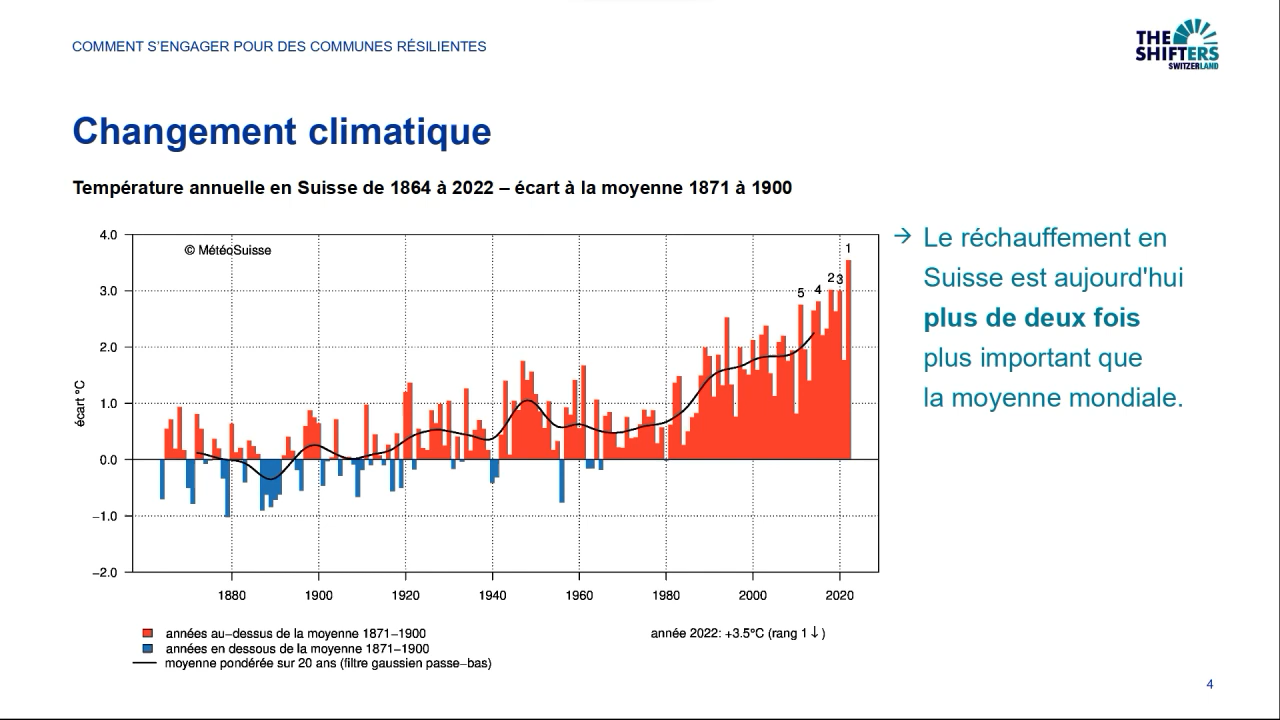 COMMENT S'ENGAGER POUR DES COMMUNES RÉSILIENTES
THE
SHIFTERS
SWITZERLAND
Changement climatique
Température annuelle en Suisse de 1864 à 2022 – écart à la moyenne 1871 à 1900
→ Le réchauffement en
Suisse est aujourd'hui
plus de deux fois
plus important que
la moyenne mondiale.
© MétéoSuisse
écart °C
4.0
3.0
2.0
1.0
0.0
−1.0
−2.0
5 4 2 3 1
1880 1900 1920 1940 1960 1980 2000 2020
années au−dessus de la moyenne 1871−1900
années en dessous de la moyenne 1871−1900
moyenne pondérée sur 20 ans (filtre gaussien passe−bas)
année 2022: +3.5°C (rang 1 ↓ )
4